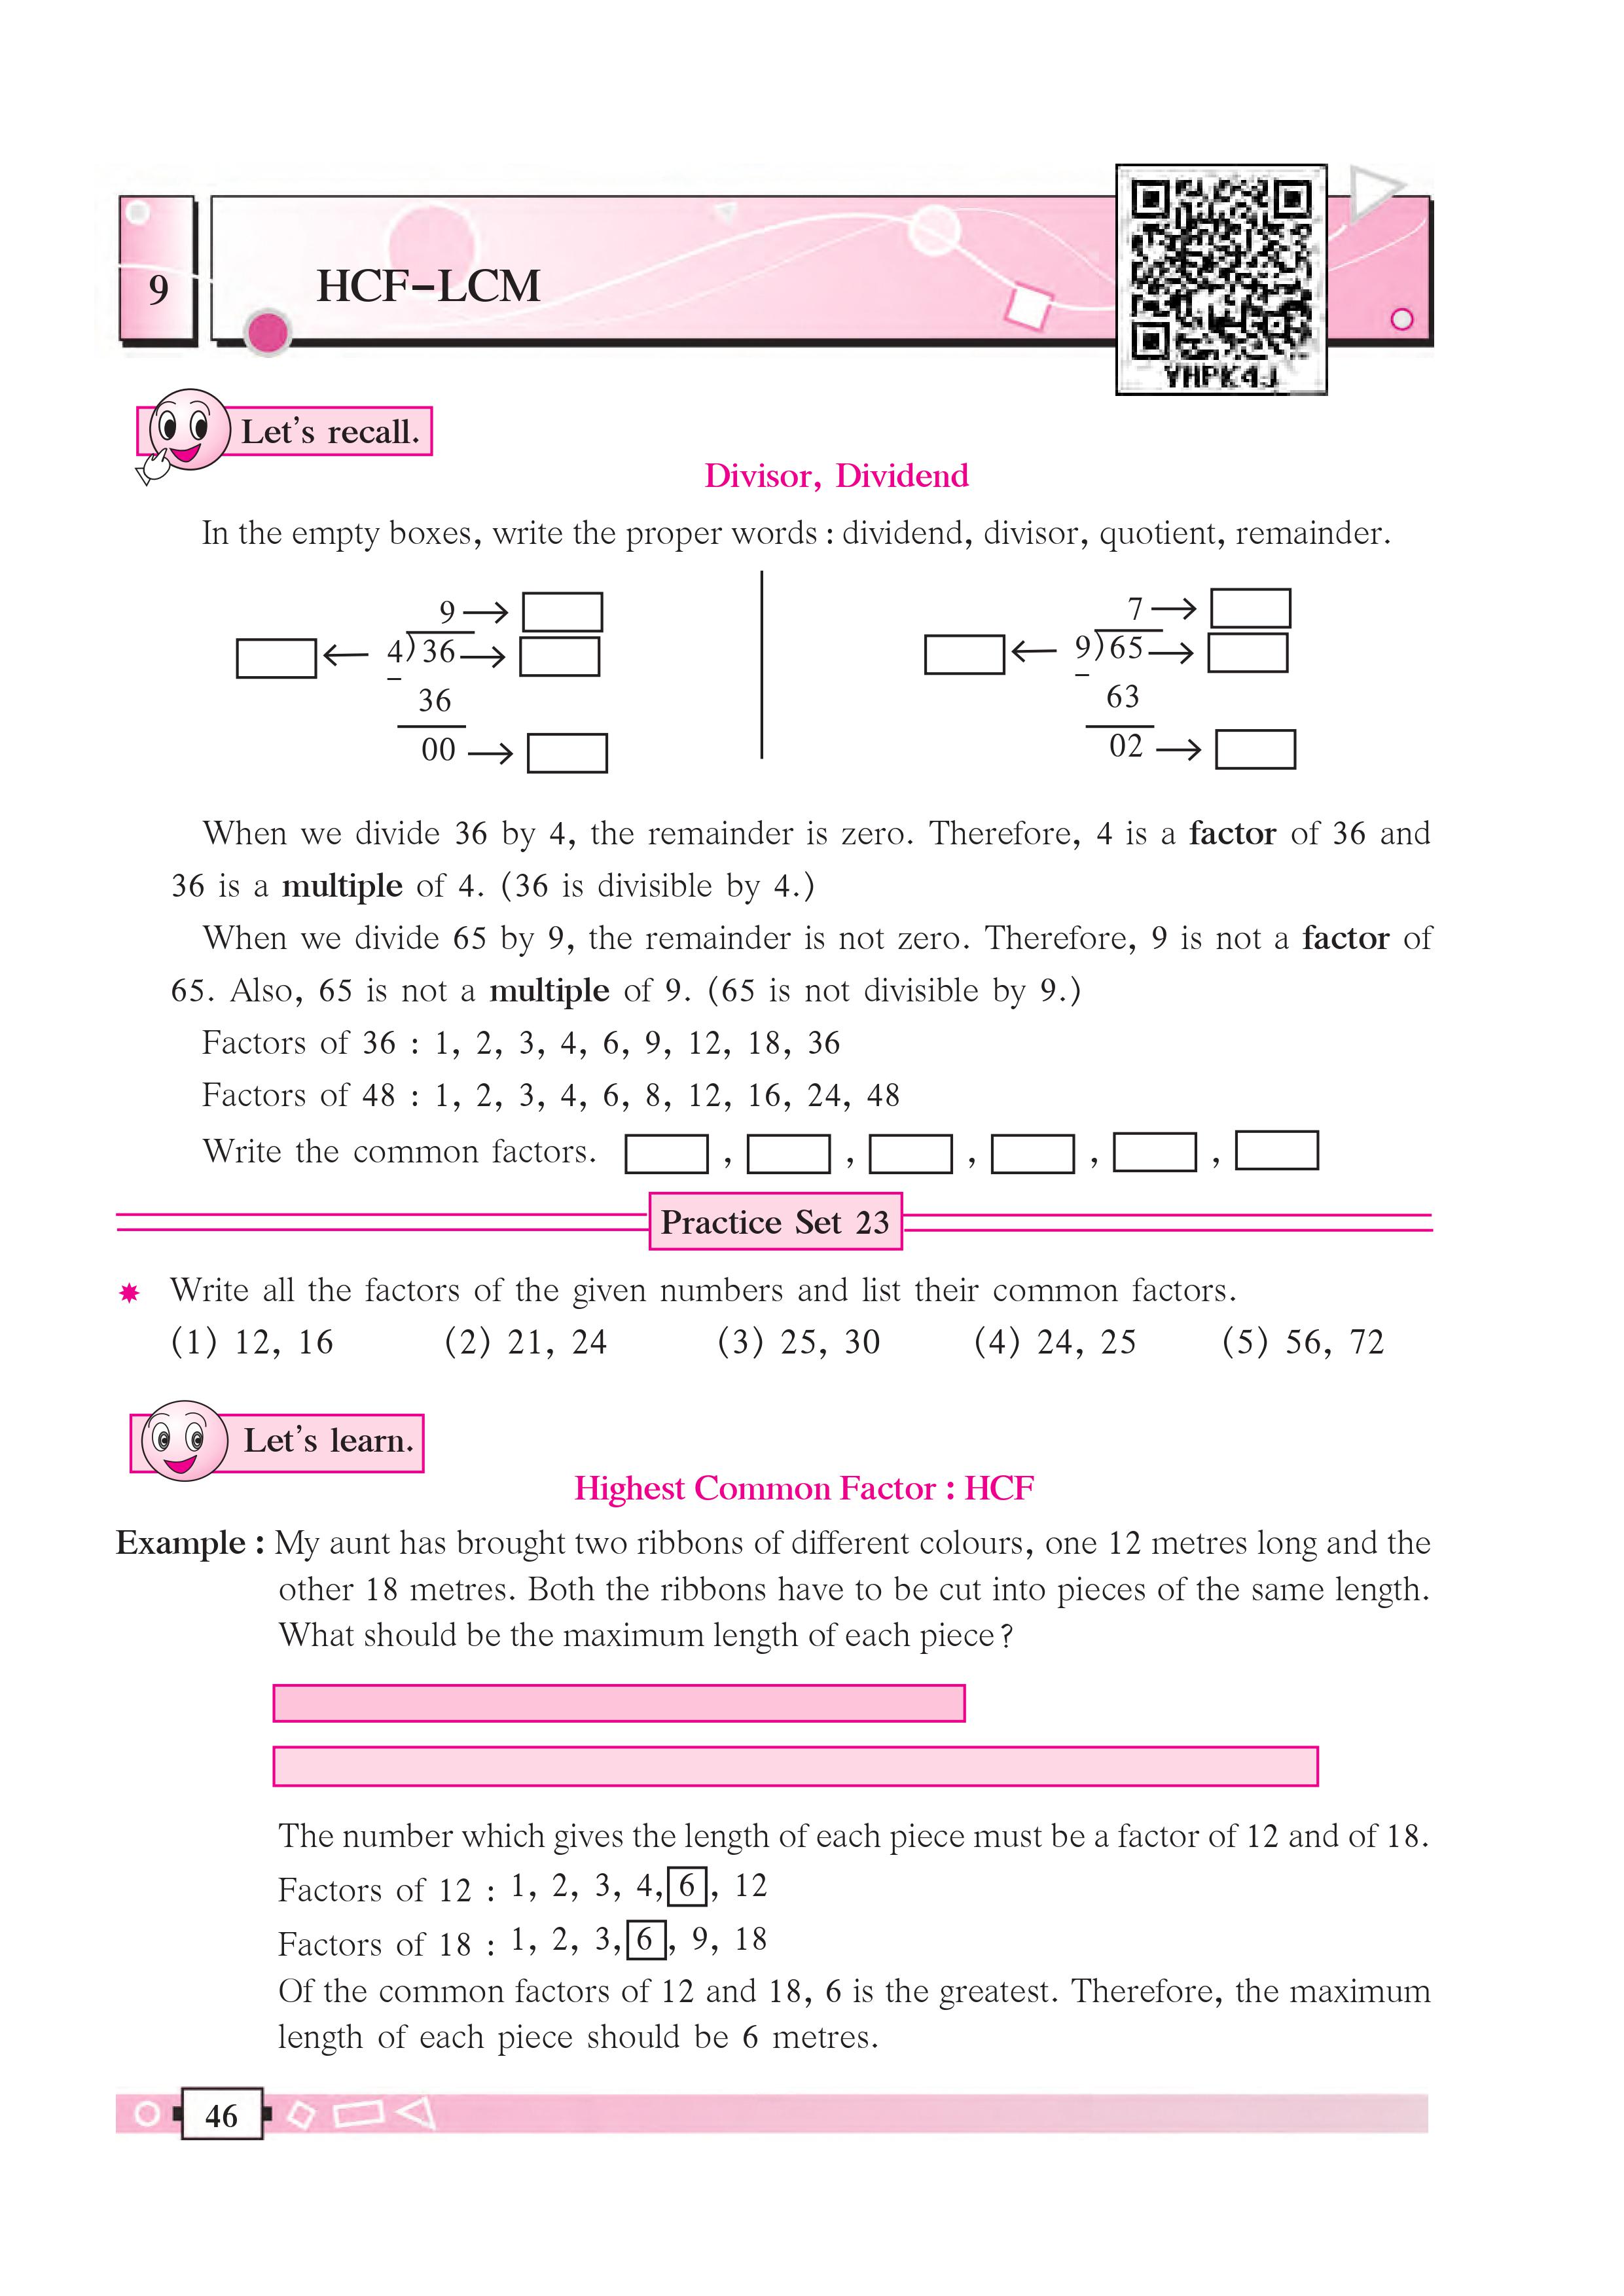 9
HCF–LCM
YHPK4J
Let's recall.
Divisor, Dividend
In the empty boxes, write the proper words : dividend, divisor, quotient, remainder.
9
4)36
–
36
00
7
9)65
–
63
02
When we divide 36 by 4, the remainder is zero. Therefore, 4 is a factor of 36 and
36 is a multiple of 4. (36 is divisible by 4.)
When we divide 65 by 9, the remainder is not zero. Therefore, 9 is not a factor of
65. Also, 65 is not a multiple of 9. (65 is not divisible by 9.)
Factors of 36 : 1, 2, 3, 4, 6, 9, 12, 18, 36
Factors of 48 : 1, 2, 3, 4, 6, 8, 12, 16, 24, 48
Write the common factors. , , , , ,
Practice Set 23
Write all the factors of the given numbers and list their common factors.
(1) 12, 16 (2) 21, 24 (3) 25, 30 (4) 24, 25 (5) 56, 72
Let's learn.
Highest Common Factor : HCF
Example : My aunt has brought two ribbons of different colours, one 12 metres long and the
other 18 metres. Both the ribbons have to be cut into pieces of the same length.
What should be the maximum length of each piece?
The number which gives the length of each piece must be a factor of 12 and of 18.
Factors of 12 : 1, 2, 3, 4, 6, 12
Factors of 18 : 1, 2, 3, 6, 9, 18
Of the common factors of 12 and 18, 6 is the greatest. Therefore, the maximum
length of each piece should be 6 metres.
46